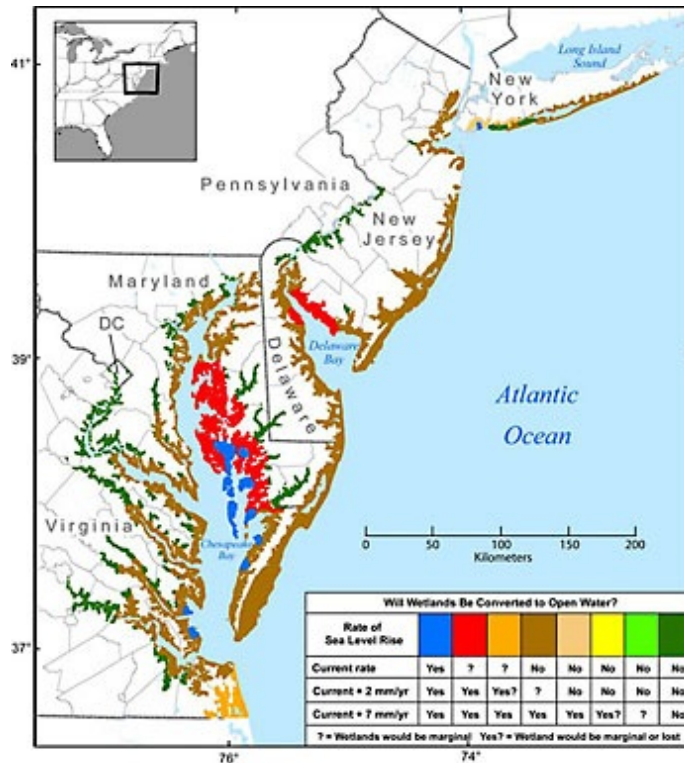 41°
39°
37°
76°
74°
Long Island
Sound
New
York
Pennsylvania
New
Jersey
Maryland
DC
Delaware
Bay
Delaware
Atlantic
Ocean
Virginia
Chesapeake
Bay
0 50 100 150 200
Kilometers
Will Wetlands Be Converted to Open Water?
Rate of
Sea Level Rise
Current rate Yes ? ? No No No No No
Current + 2 mm/yr Yes Yes Yes? ? No No No No
Current + 7 mm/yr Yes Yes Yes Yes Yes Yes? ? No
? = Wetlands would be marginal Yes? = Wetland would be marginal or lost